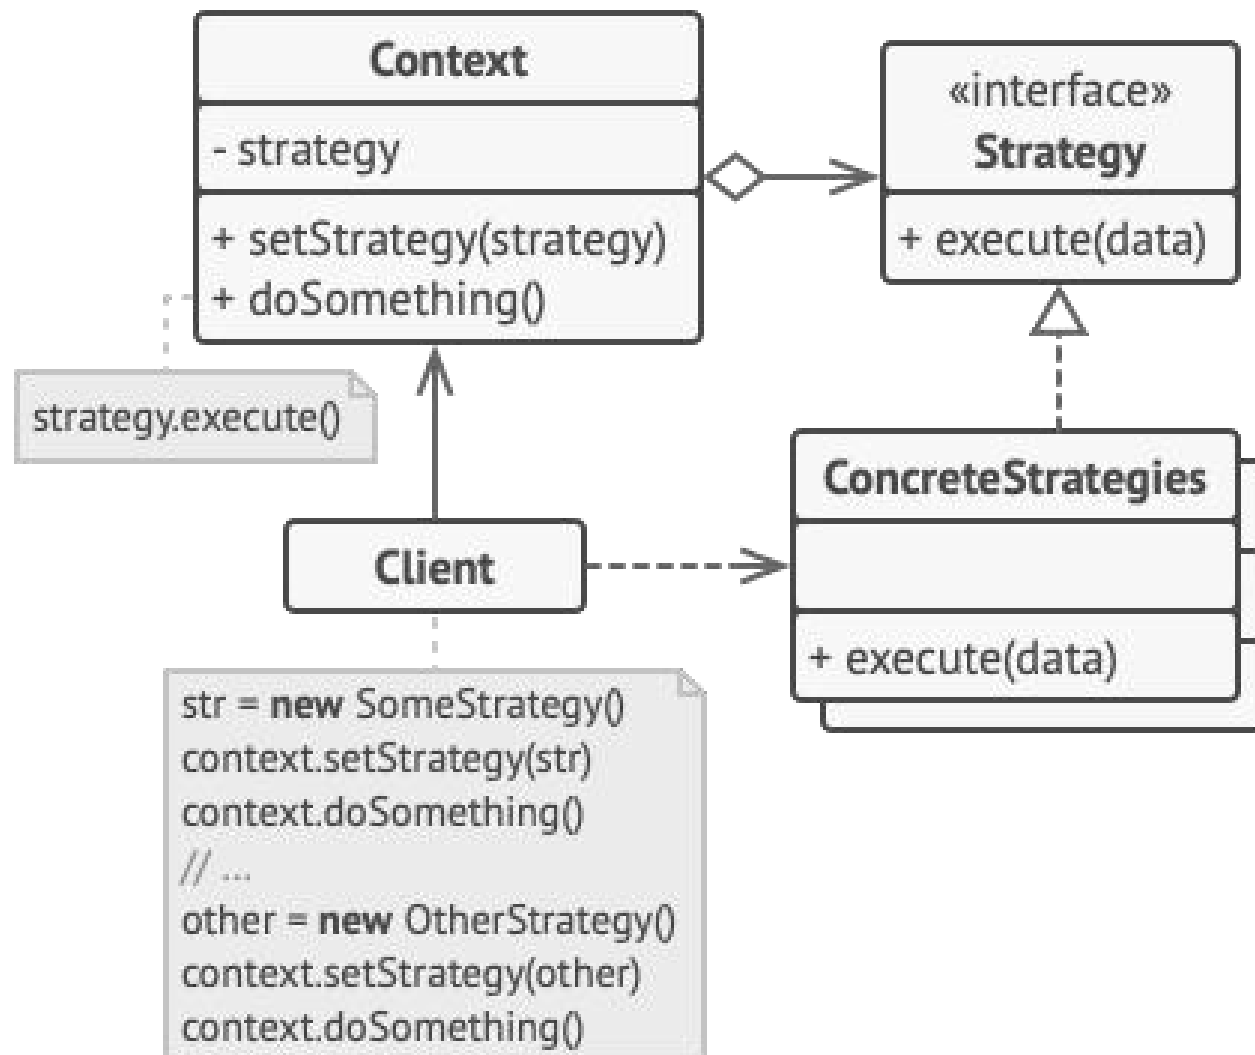 Context
- strategy
+ setStrategy(strategy)
+ doSomething()
«interface»
Strategy
+ execute(data)
strategy.execute()
Client
ConcreteStrategies
+ execute(data)
str = new SomeStrategy()
context.setStrategy(str)
context.doSomething()
// ...
other = new OtherStrategy()
context.setStrategy(other)
context.doSomething()